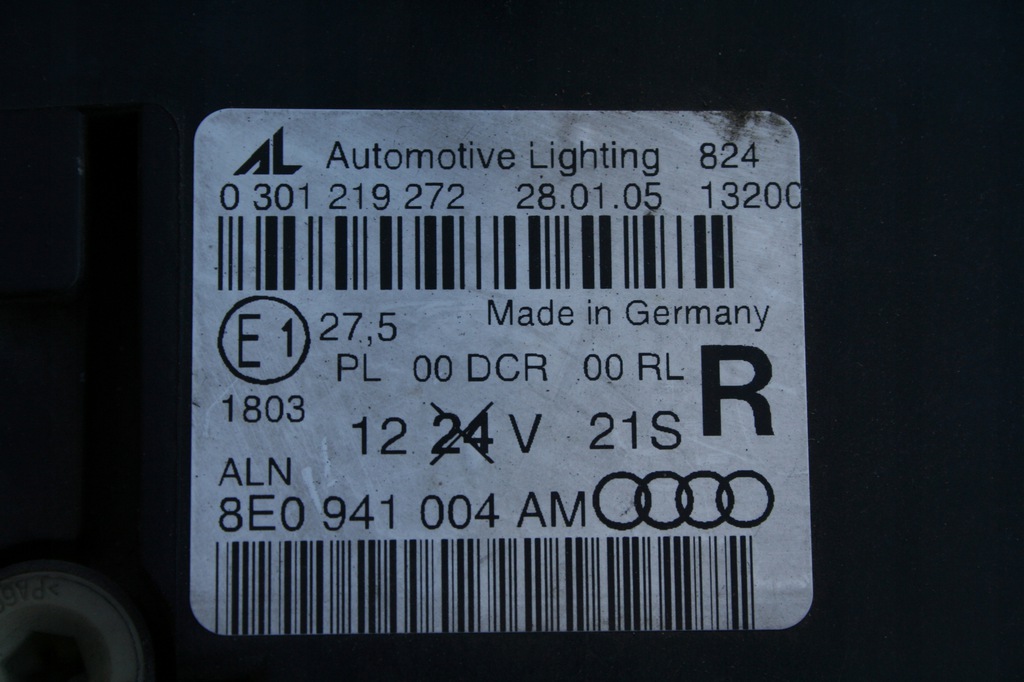 AL Automotive Lighting 824
0 301 219 272 28.01.05 1320C
Made in Germany
E1 27,5
PL 00 DCR 00 RL R
1803
12 24 V 21S
ALN
8E0 941 004 AM